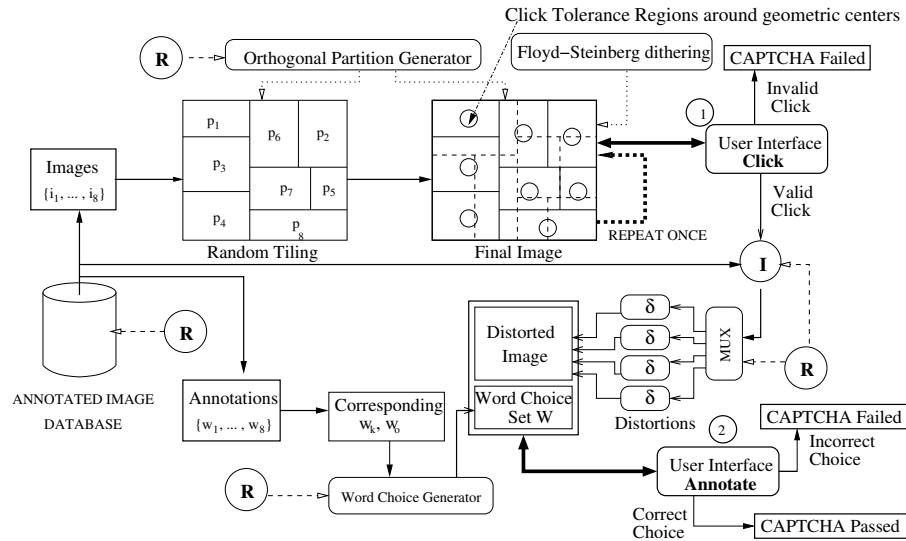 Click Tolerance Regions around geometric centers
R
Orthogonal Partition Generator
Floyd−Steinberg dithering
CAPTCHA Failed
Invalid
Click
1
User Interface
Click
Valid
Click
Images
{i₁, ... , i₈}
p₁
p₃
p₄
p₆
p₂
p₇
p₅
p₈
Random Tiling
Final Image
REPEAT ONCE
I
R
ANNOTATED IMAGE
DATABASE
Distorted
Image
δ
δ
δ
δ
MUX
R
Distortions
Annotations
{w₁, ... , w₈}
Corresponding
wₖ, wₒ
Word Choice
Set W
R
Word Choice Generator
2
User Interface
Annotate
CAPTCHA Failed
Incorrect
Choice
Correct
Choice
CAPTCHA Passed